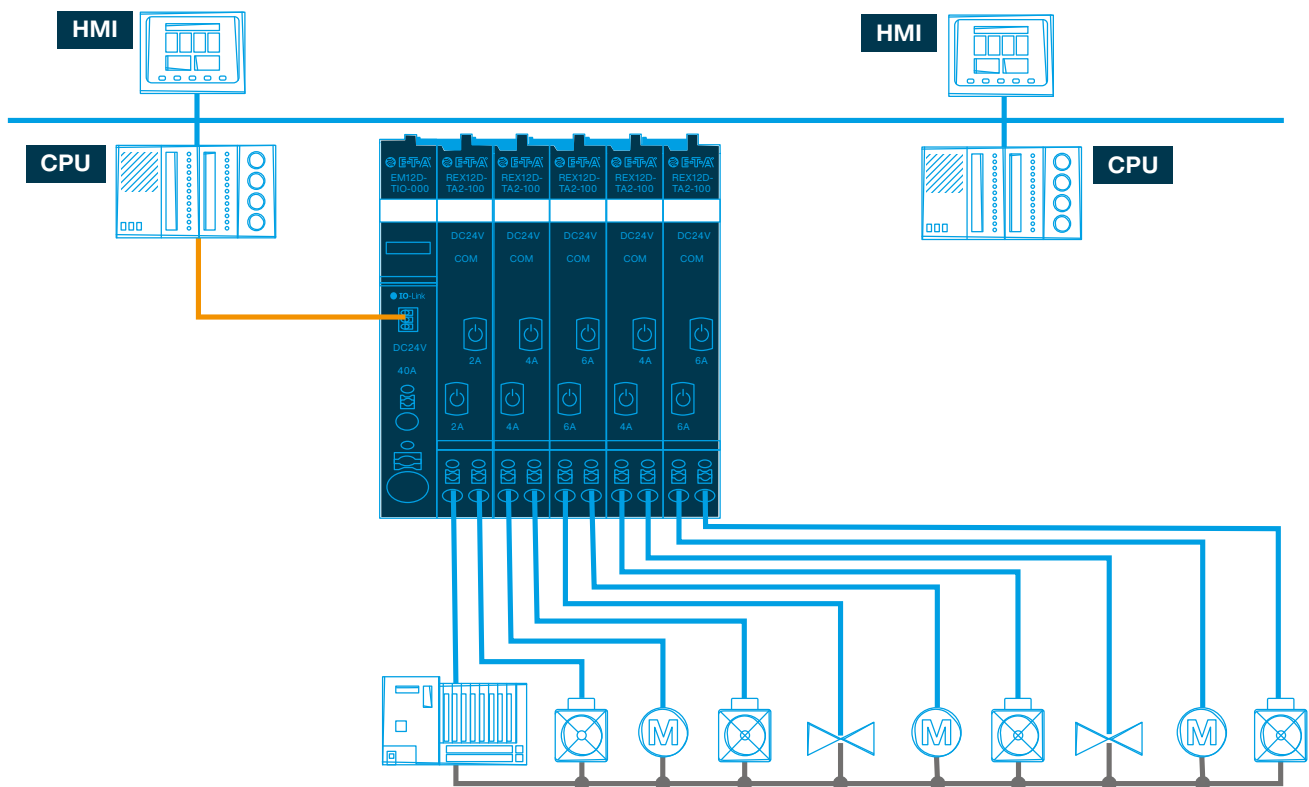 HMI
HMI
CPU
CPU
E-T-A E-T-A E-T-A E-T-A E-T-A E-T-A
EM12D- REX12D- REX12D- REX12D- REX12D- REX12D-
TIO-000 TA2-100 TA2-100 TA2-100 TA2-100 TA2-100
DC24V DC24V DC24V DC24V DC24V
COM COM COM COM COM
IO-Link
DC24V
2A 4A 6A 4A 6A
40A
2A 4A 6A 4A 6A
M M M